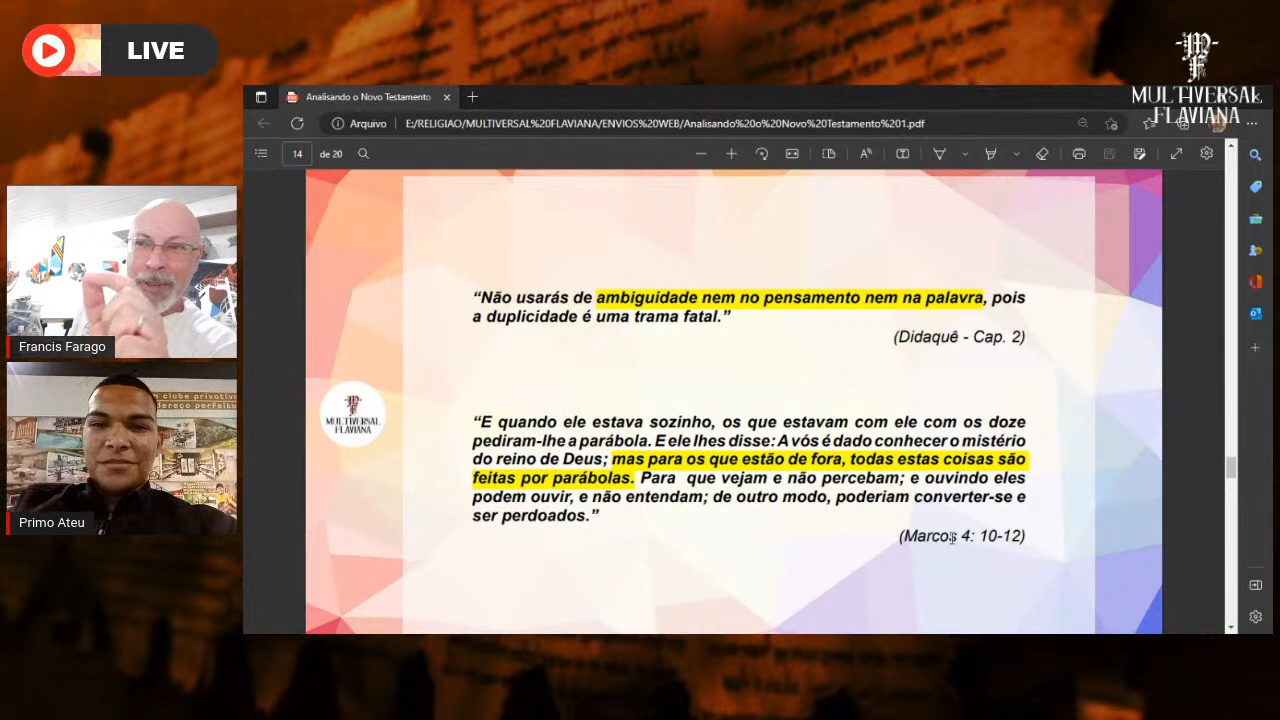 LIVE
MULTIVERSAL
FLAVIANA
Analisando o Novo Testamento
Arquivo
E:/RELIGIAO/MULTIVERSAL%20FLAVIANA/ENVIOS%20WEB/Analisando%20o%20Novo%20Testamento%201.pdf
14 de 20
“Não usarás de ambiguidade nem no pensamento nem na palavra, pois
a duplicidade é uma trama fatal.”
(Didaquê - Cap. 2)
MULTIVERSAL
FLAVIANA
“E quando ele estava sozinho, os que estavam com ele com os doze
pediram-lhe a parábola. E ele lhes disse: A vós é dado conhecer o mistério
do reino de Deus; mas para os que estão de fora, todas estas coisas são
feitas por parábolas. Para que vejam e não percebam; e ouvindo eles
podem ouvir, e não entendam; de outro modo, poderiam converter-se e
ser perdoados.”
(Marcos 4: 10-12)
Francis Farago
clube privativo
dereço perfeito
Primo Ateu